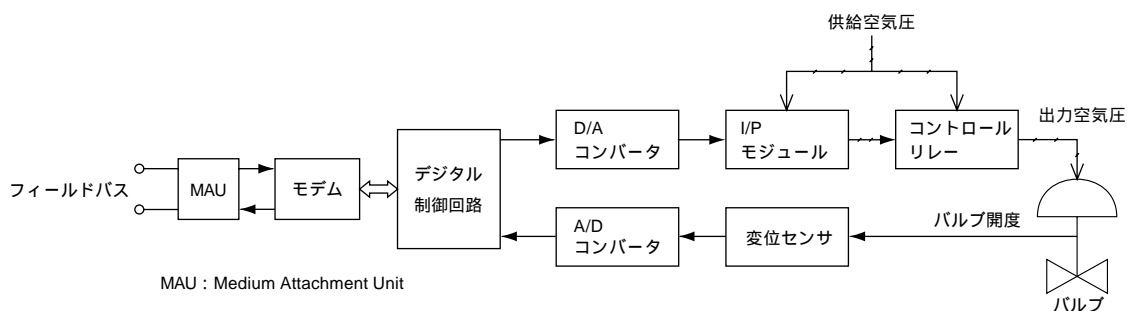 供給空気圧
D/A
コンバータ
I/P
モジュール
コントロール
リレー
出力空気圧
フィールドバス
MAU
モデム
デジタル
制御回路
A/D
コンバータ
変位センサ
バルブ開度
MAU : Medium Attachment Unit
バルブ